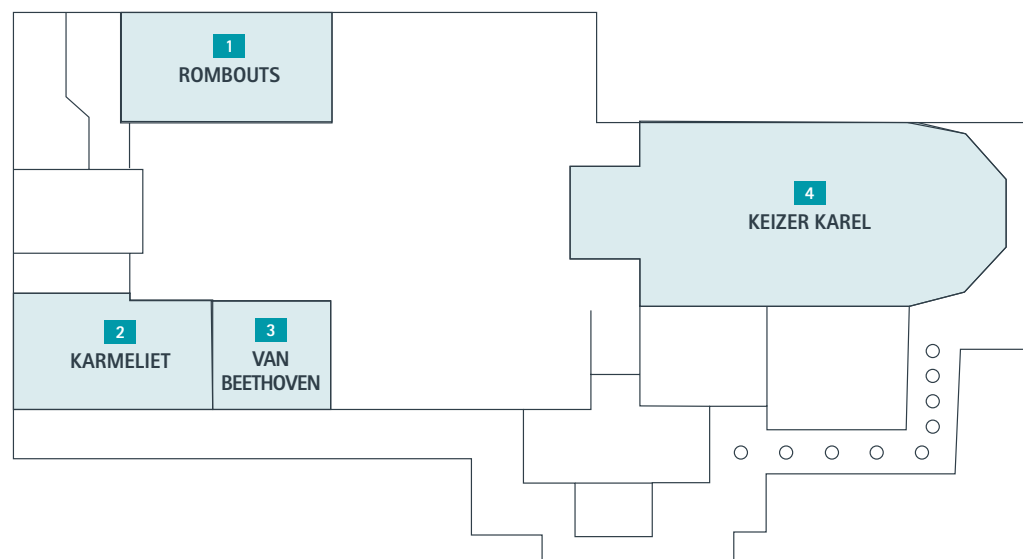 1
ROMBOUTS
4
KEIZER KAREL
2
KARMELIET
3
VAN
BEETHOVEN